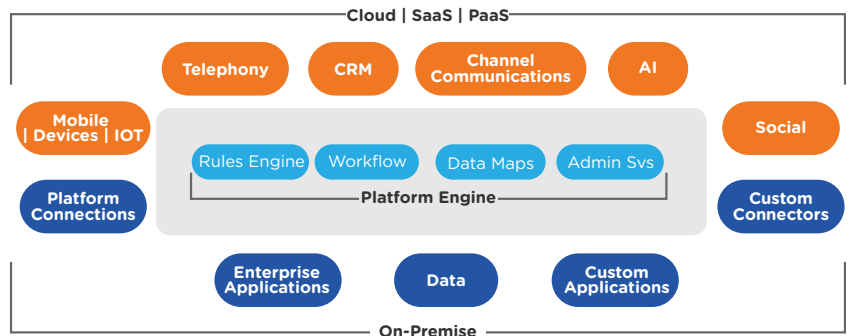 Cloud | SaaS | PaaS
Telephony
CRM
Channel
Communications
AI
Mobile
| Devices | IOT
Social
Rules Engine
Workflow
Data Maps
Admin Svs
Platform Engine
Platform
Connections
Custom
Connectors
Enterprise
Applications
Data
Custom
Applications
On-Premise